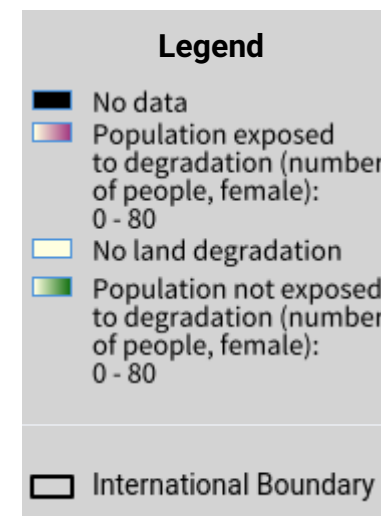 Legend
No data
Population exposed
to degradation (number
of people, female):
0 - 80
No land degradation
Population not exposed
to degradation (number
of people, female):
0 - 80
International Boundary